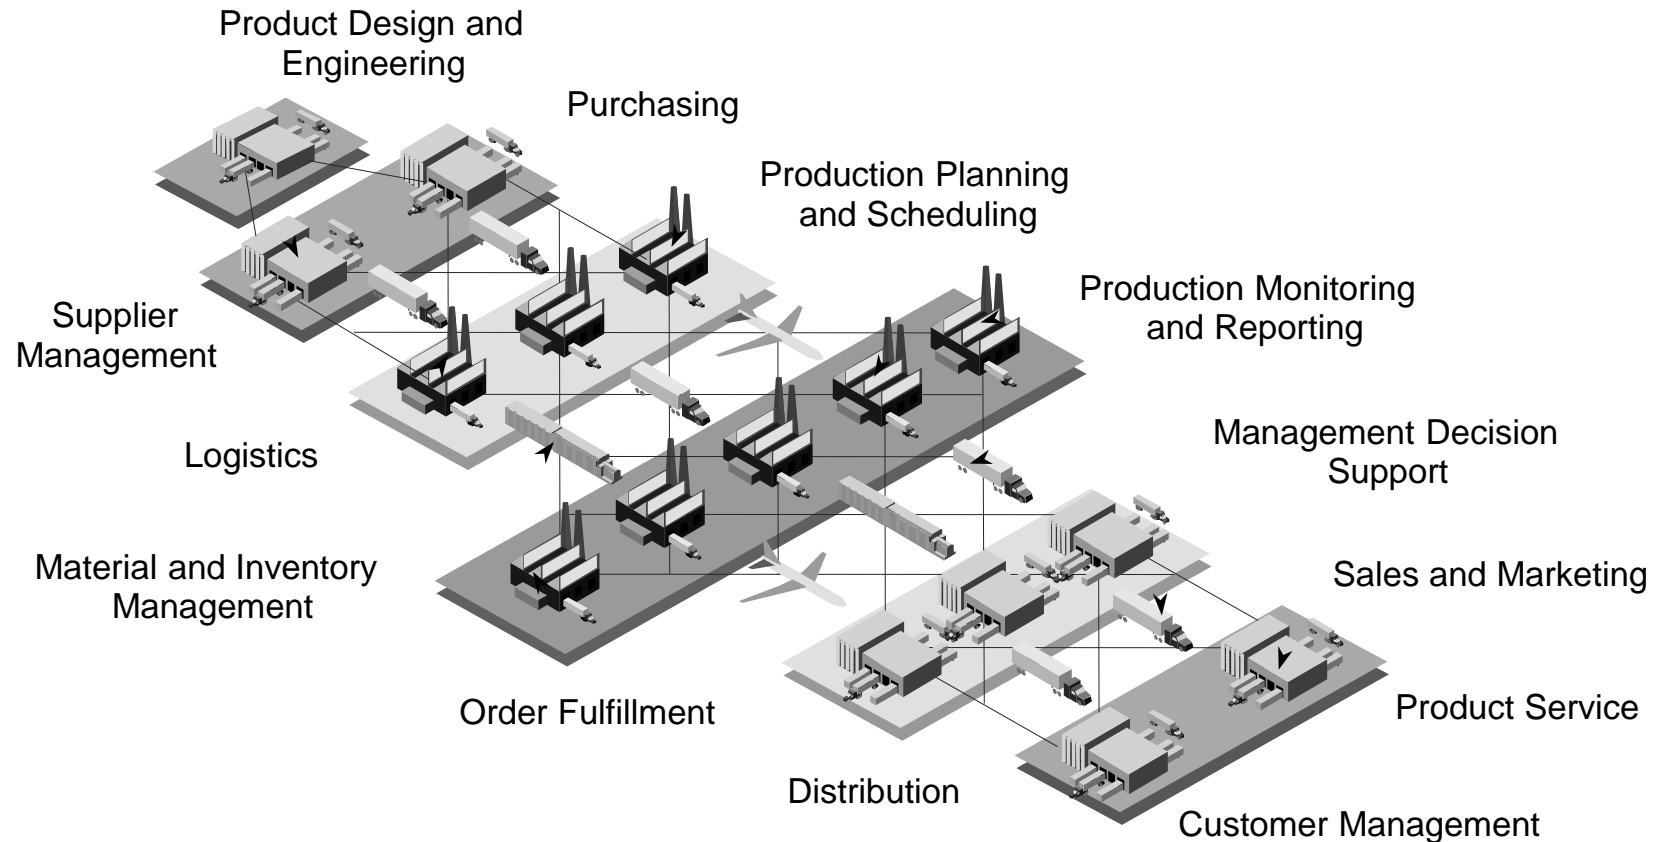 Product Design and
Engineering
Purchasing
Production Planning
and Scheduling
Production Monitoring
and Reporting
Supplier
Management
Management Decision
Support
Logistics
Material and Inventory
Management
Sales and Marketing
Order Fulfillment
Product Service
Distribution
Customer Management